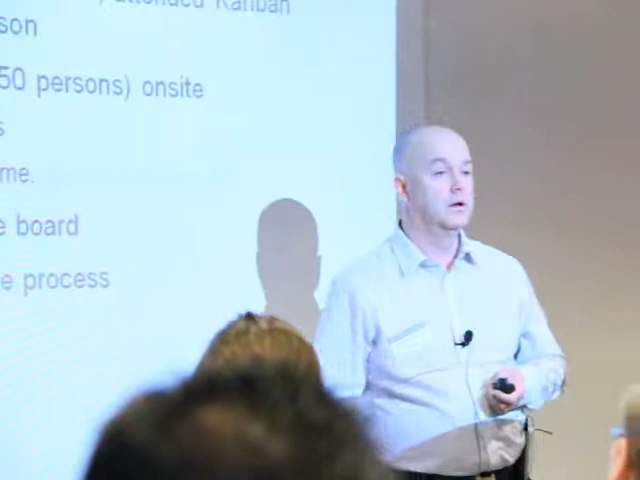 , attended Kanban
son
50 persons) onsite
s
me.
e board
e process